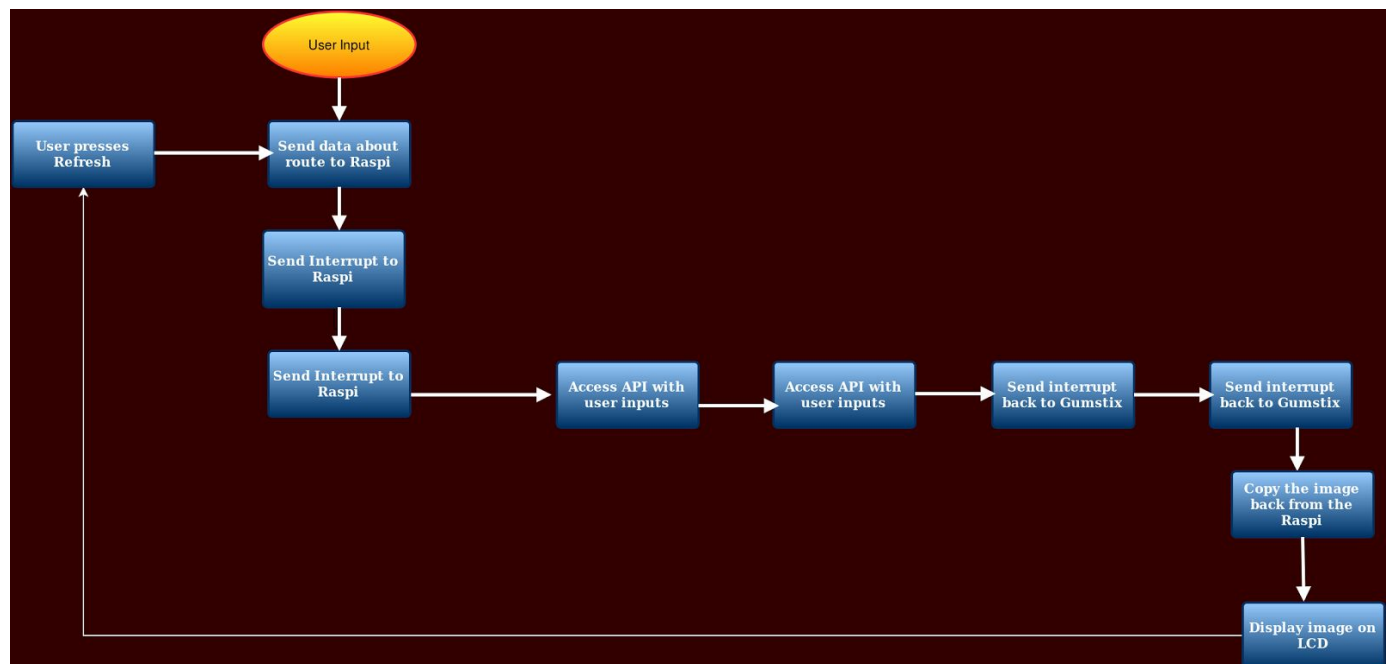 User Input
User presses
Refresh
Send data about
route to Raspi
Send Interrupt to
Raspi
Send Interrupt to
Raspi
Access API with
user inputs
Access API with
user inputs
Send interrupt
back to Gumstix
Send interrupt
back to Gumstix
Copy the image
back from the
Raspi
Display image on
LCD